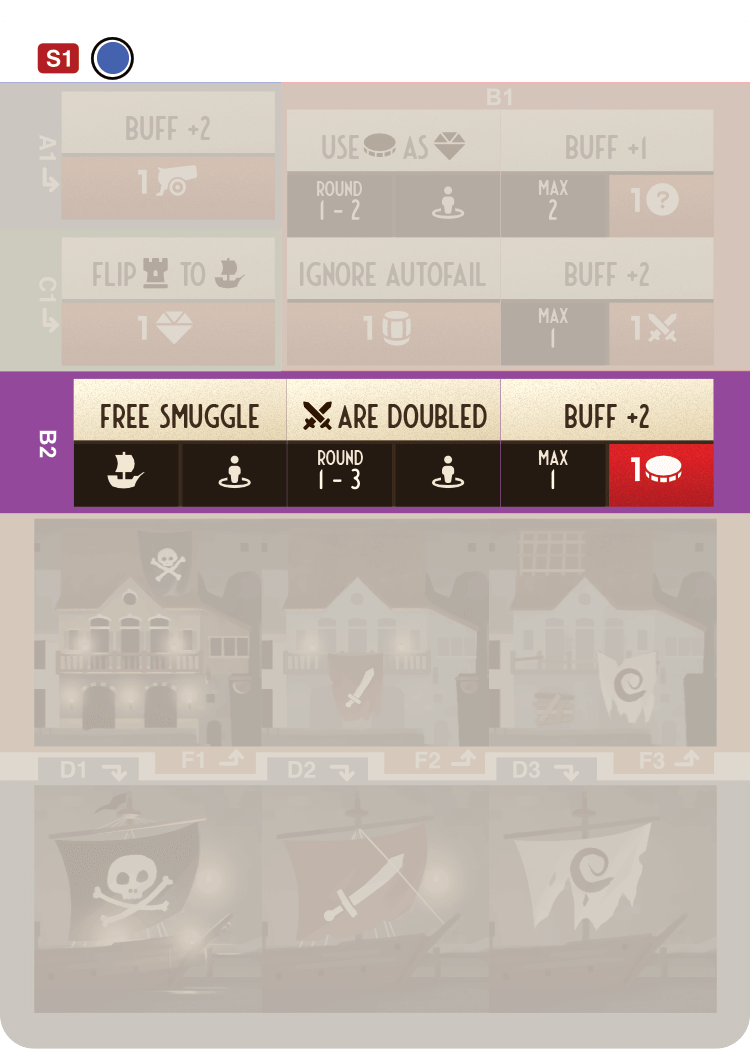 S1
A1
BUFF +2
1
B1
USE AS
BUFF +1
ROUND
1 - 2
MAX
2
1 ?
C1
FLIP TO
1
IGNORE AUTOFAIL
BUFF +2
1
MAX
1
1
B2
FREE SMUGGLE
ARE DOUBLED
BUFF +2
ROUND
1 - 3
MAX
1
1
D1
F1
D2
F2
D3
F3